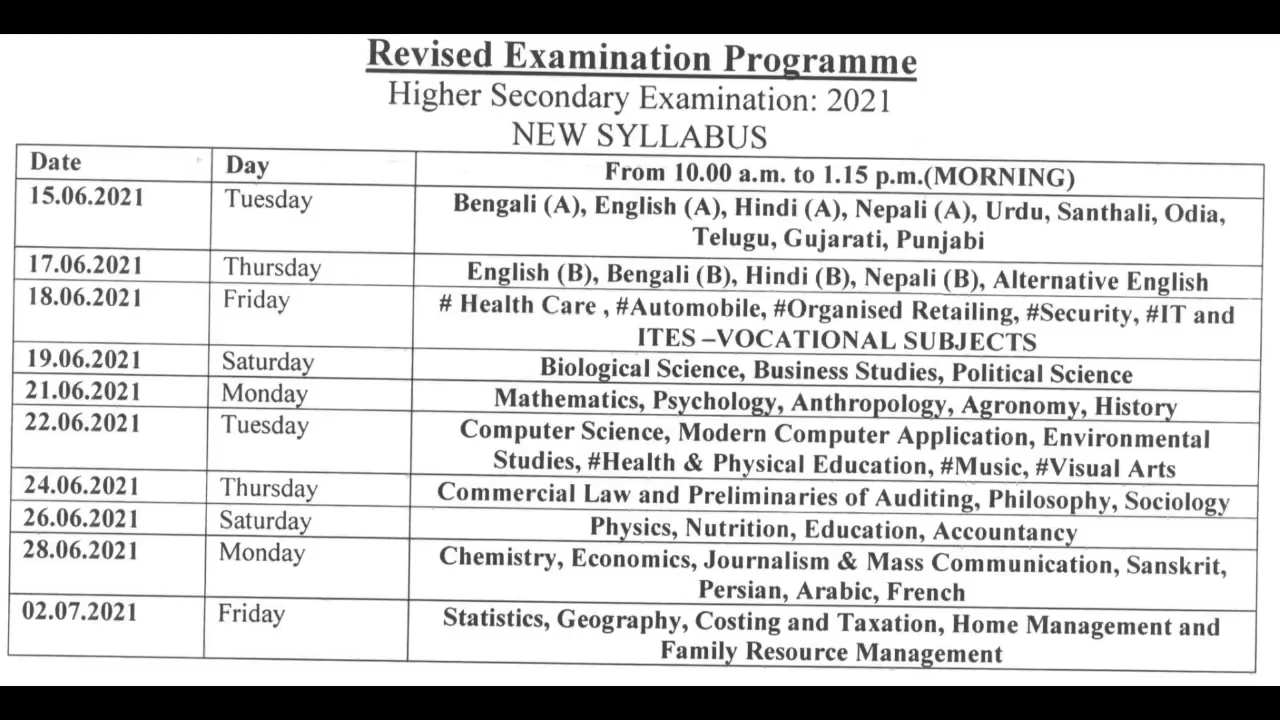 Revised Examination Programme
Higher Secondary Examination: 2021
NEW SYLLABUS
Date Day From 10.00 a.m. to 1.15 p.m.(MORNING)
15.06.2021 Tuesday Bengali (A), English (A), Hindi (A), Nepali (A), Urdu, Santhali, Odia,
Telugu, Gujarati, Punjabi
17.06.2021 Thursday English (B), Bengali (B), Hindi (B), Nepali (B), Alternative English
18.06.2021 Friday # Health Care , #Automobile, #Organised Retailing, #Security, #IT and
ITES –VOCATIONAL SUBJECTS
19.06.2021 Saturday Biological Science, Business Studies, Political Science
21.06.2021 Monday Mathematics, Psychology, Anthropology, Agronomy, History
22.06.2021 Tuesday Computer Science, Modern Computer Application, Environmental
Studies, #Health & Physical Education, #Music, #Visual Arts
24.06.2021 Thursday Commercial Law and Preliminaries of Auditing, Philosophy, Sociology
26.06.2021 Saturday Physics, Nutrition, Education, Accountancy
28.06.2021 Monday Chemistry, Economics, Journalism & Mass Communication, Sanskrit,
Persian, Arabic, French
02.07.2021 Friday Statistics, Geography, Costing and Taxation, Home Management and
Family Resource Management